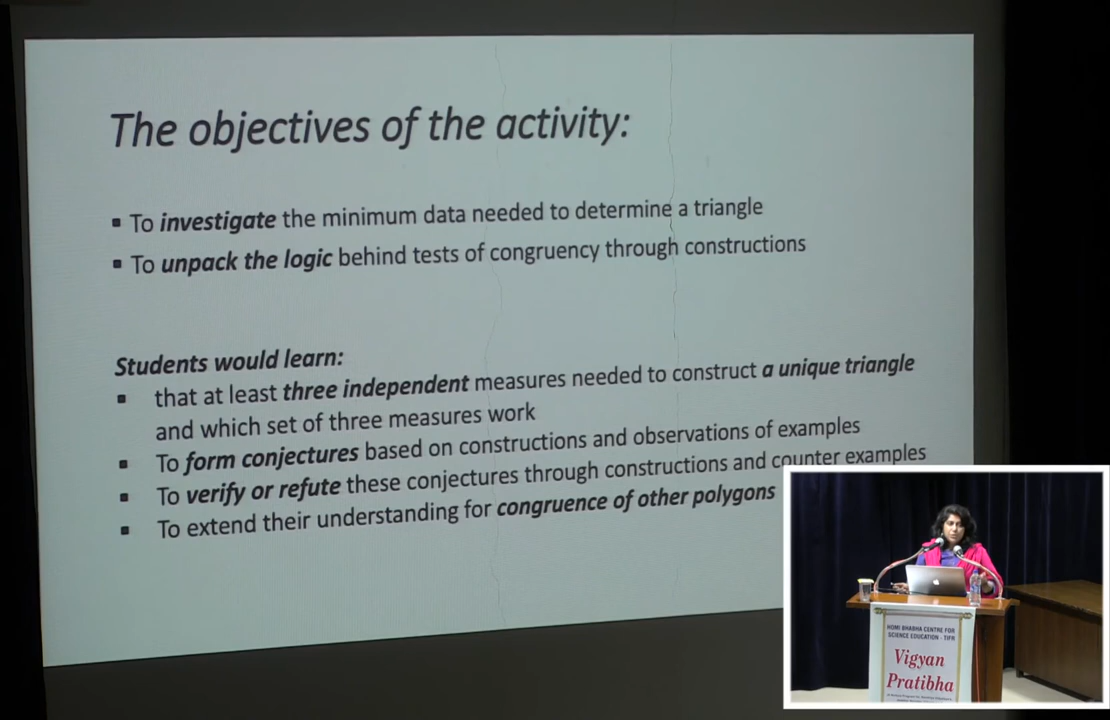 The objectives of the activity:
▪ To investigate the minimum data needed to determine a triangle
▪ To unpack the logic behind tests of congruency through constructions
Students would learn:
▪ that at least three independent measures needed to construct a unique triangle
and which set of three measures work
▪ To form conjectures based on constructions and observations of examples
▪ To verify or refute these conjectures through constructions and counter examples
▪ To extend their understanding for congruence of other polygons
HOMI BHABHA CENTRE FOR
SCIENCE EDUCATION - TIFR
Vigyan
Pratibha